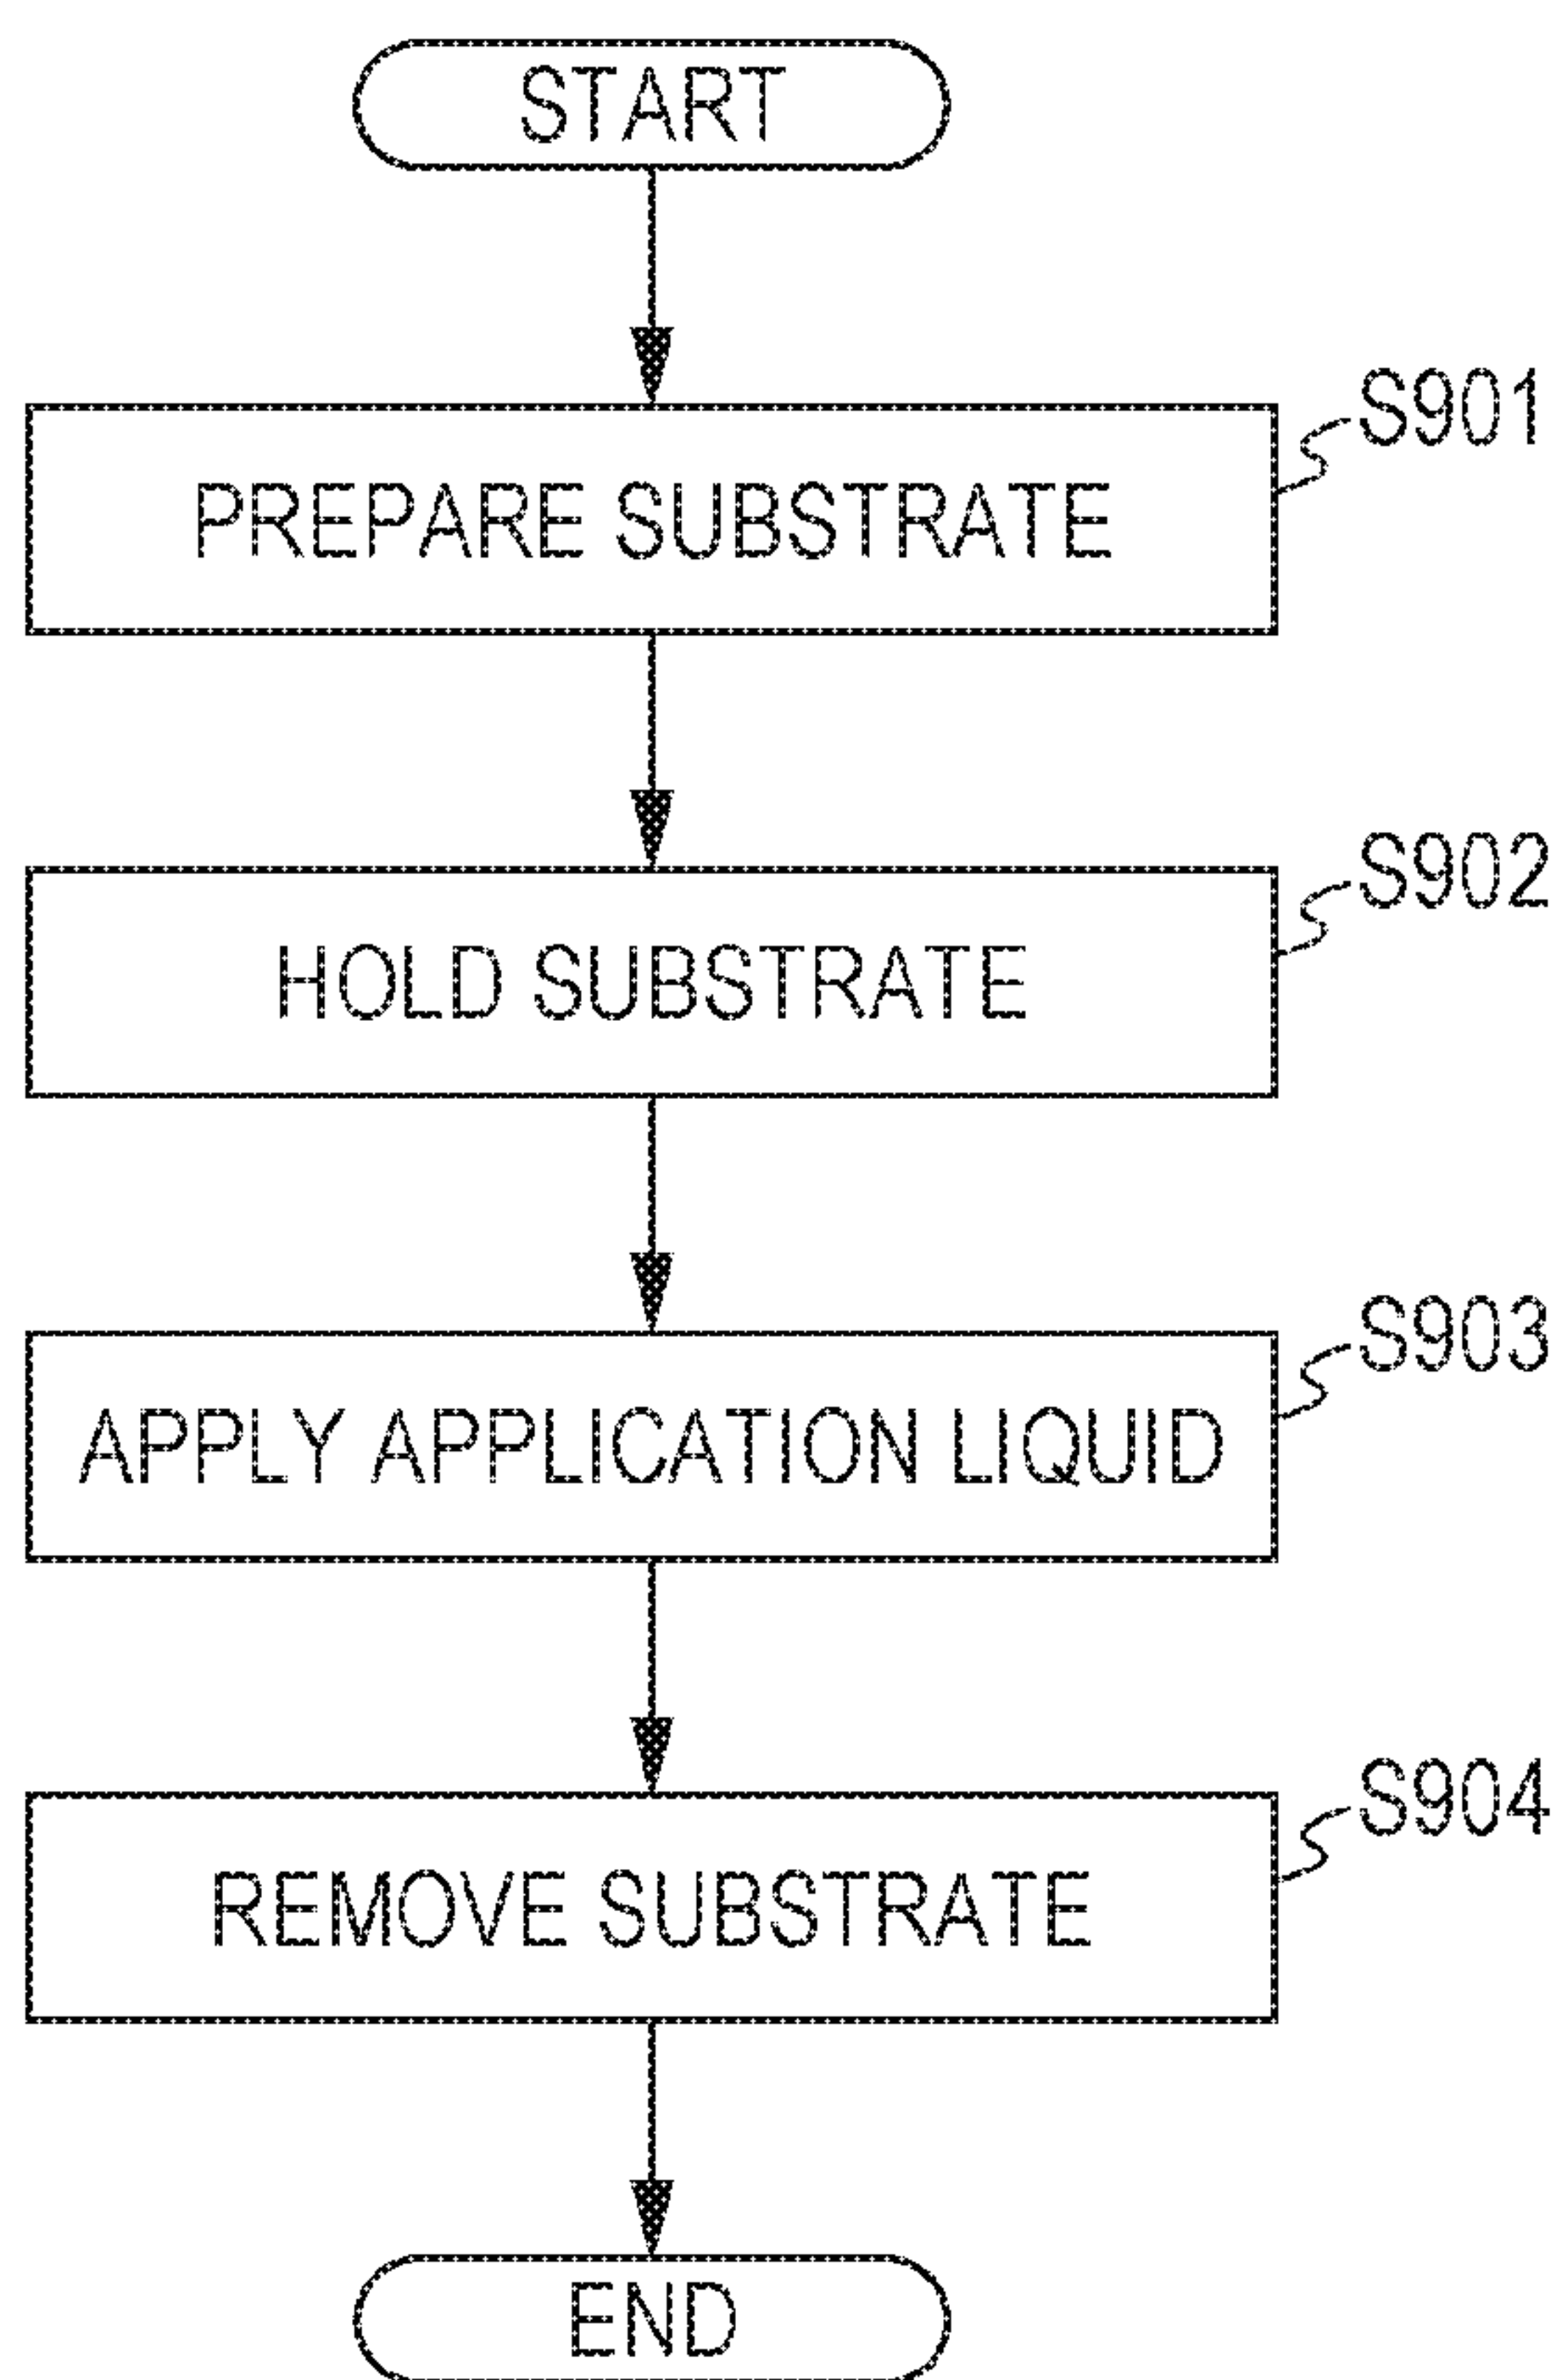 START
S901
PREPARE SUBSTRATE
S902
HOLD SUBSTRATE
S903
APPLY APPLICATION LIQUID
S904
REMOVE SUBSTRATE
END